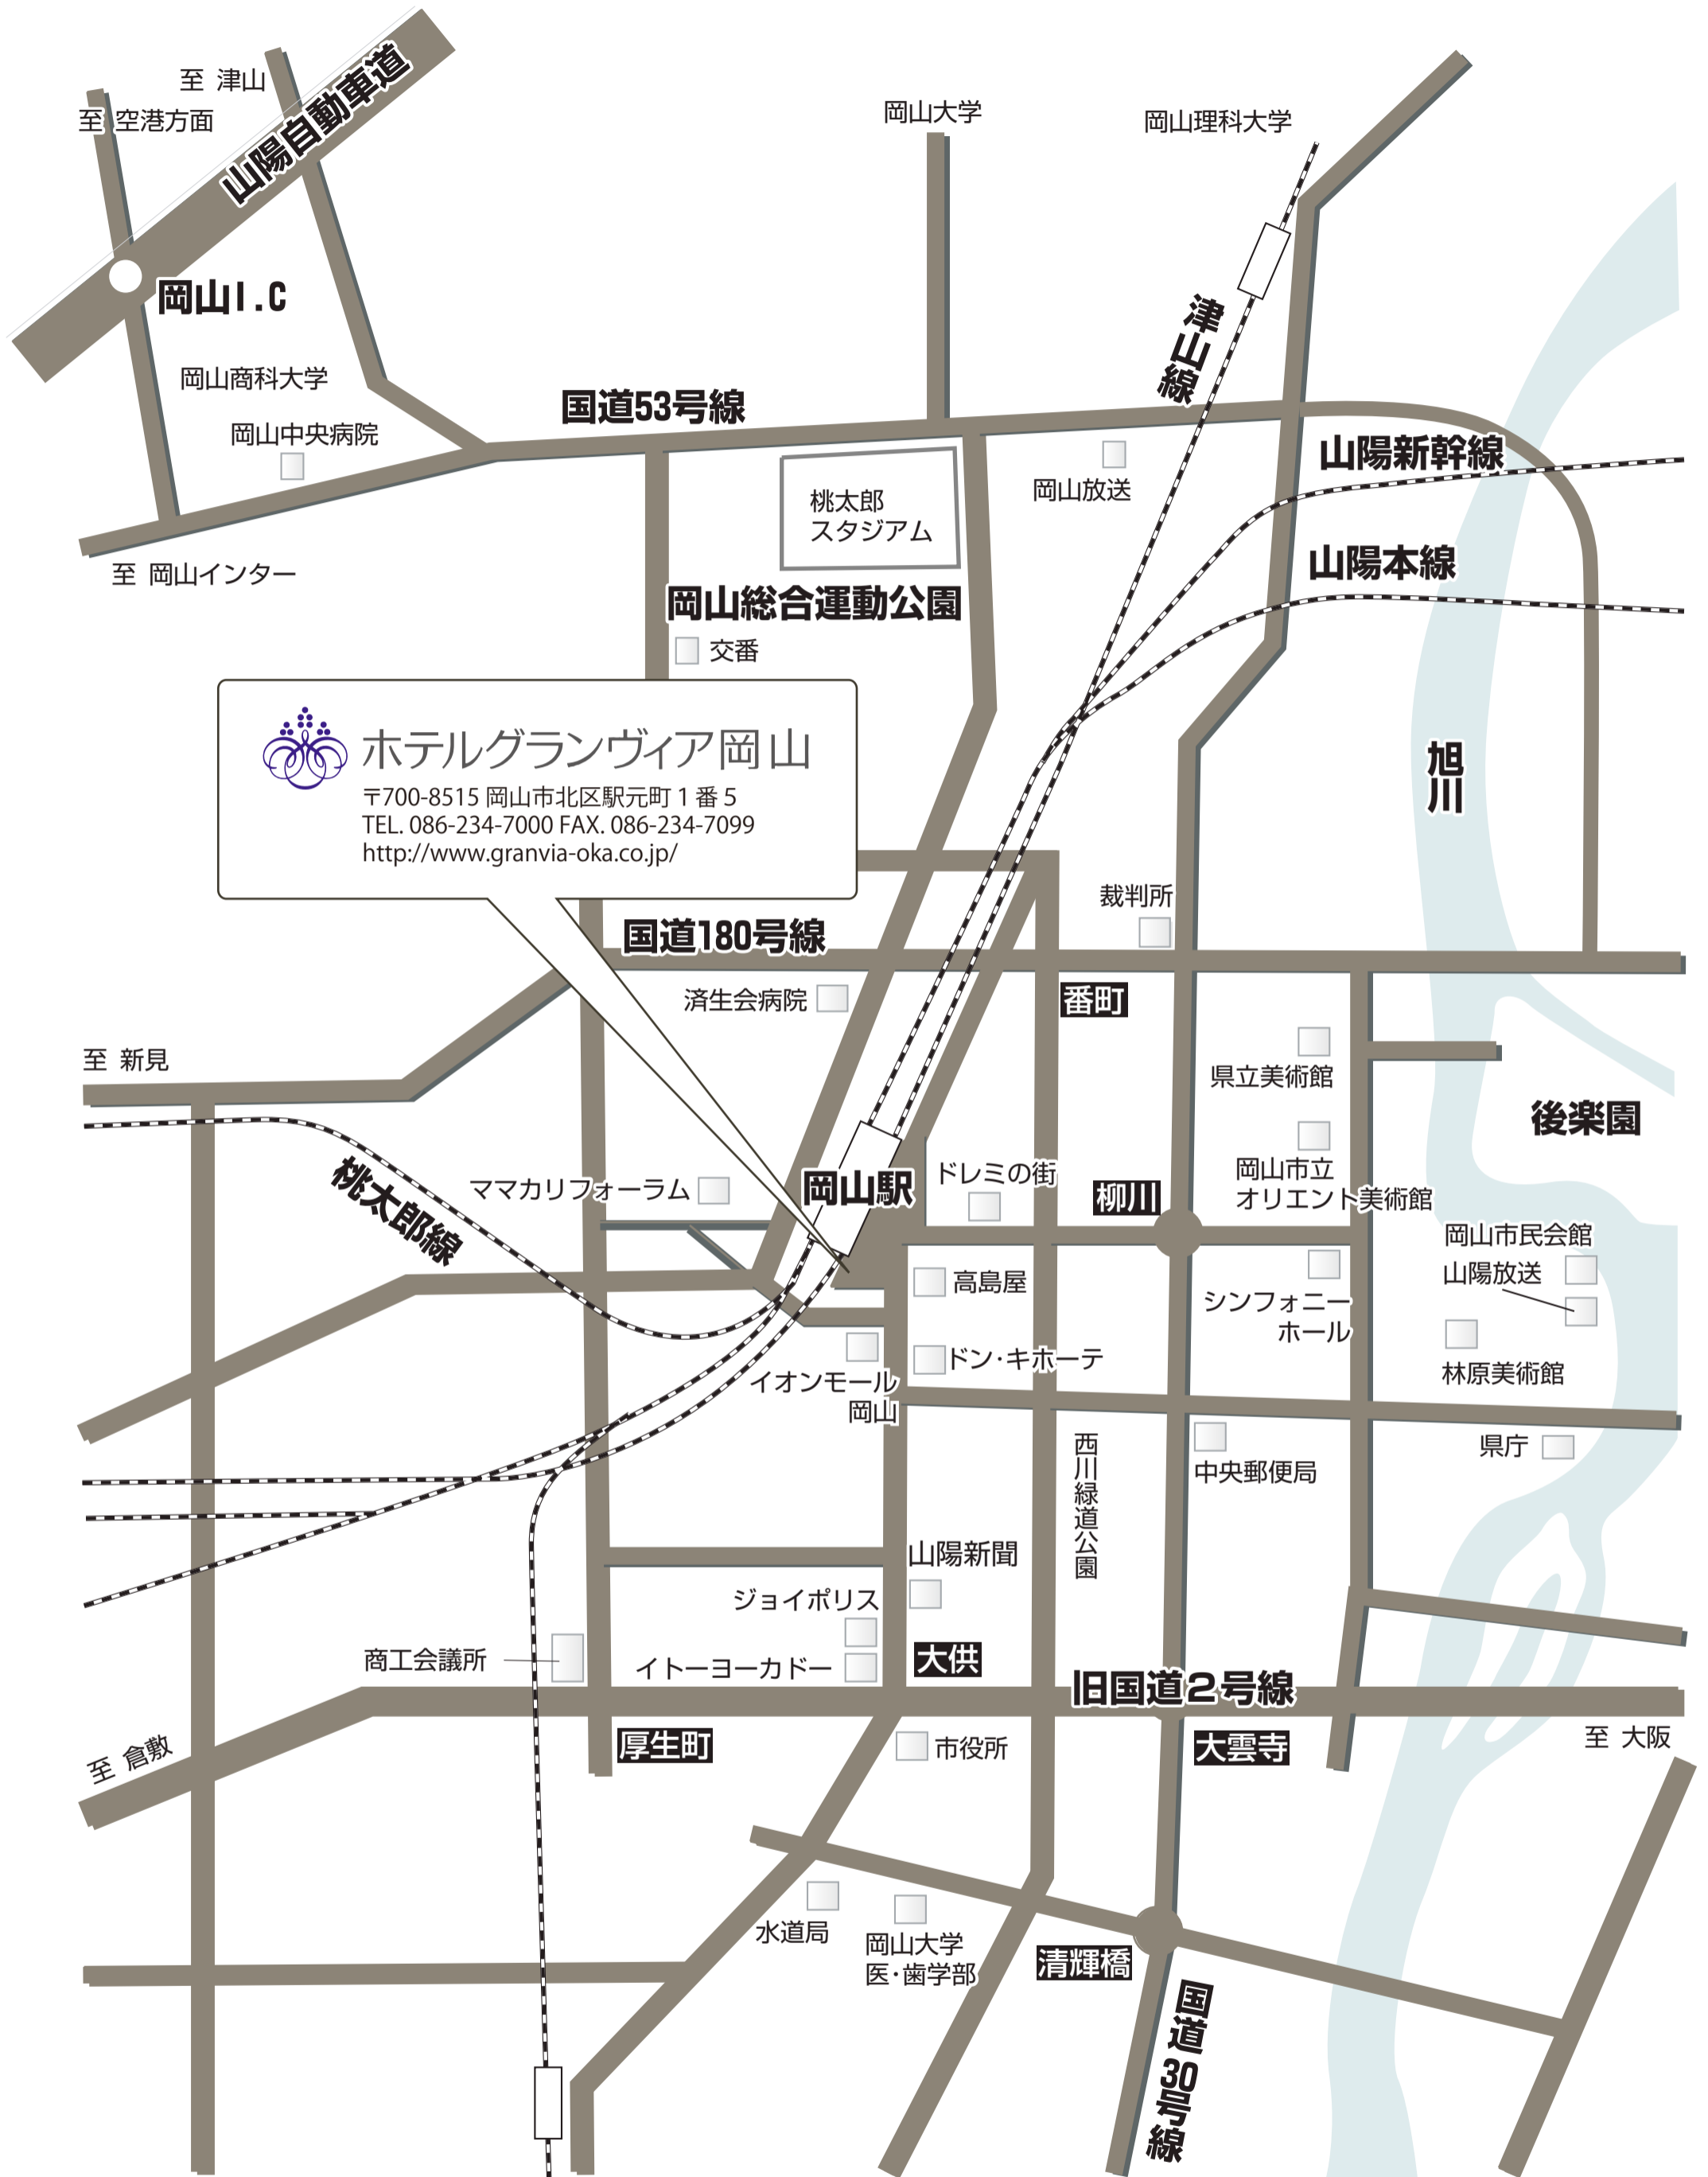 至 津山
至 空港方面
山陽自動車道
岡山I.C
岡山大学
岡山理科大学
津山線
岡山商科大学
岡山中央病院
国道53号線
至 岡山インター
桃太郎
スタジアム
岡山放送
山陽新幹線
山陽本線
岡山総合運動公園
交番
ホテルグランヴィア岡山
〒700-8515 岡山市北区駅元町1番5
TEL. 086-234-7000 FAX. 086-234-7099
http://www.granvia-oka.co.jp/
旭川
国道180号線
裁判所
済生会病院
番町
至 新見
県立美術館
後楽園
桃太郎線
ママカリフォーラム
岡山駅
ドレミの街
柳川
岡山市立
オリエント美術館
岡山市民会館
山陽放送
高島屋
シンフォニー
ホール
ドン・キホーテ
林原美術館
イオンモール
岡山
西川緑道公園
中央郵便局
県庁
山陽新聞
ジョイポリス
商工会議所
イトーヨーカドー
大供
旧国道2号線
厚生町
市役所
大雲寺
至 倉敷
至 大阪
水道局
岡山大学
医・歯学部
清輝橋
国道30号線